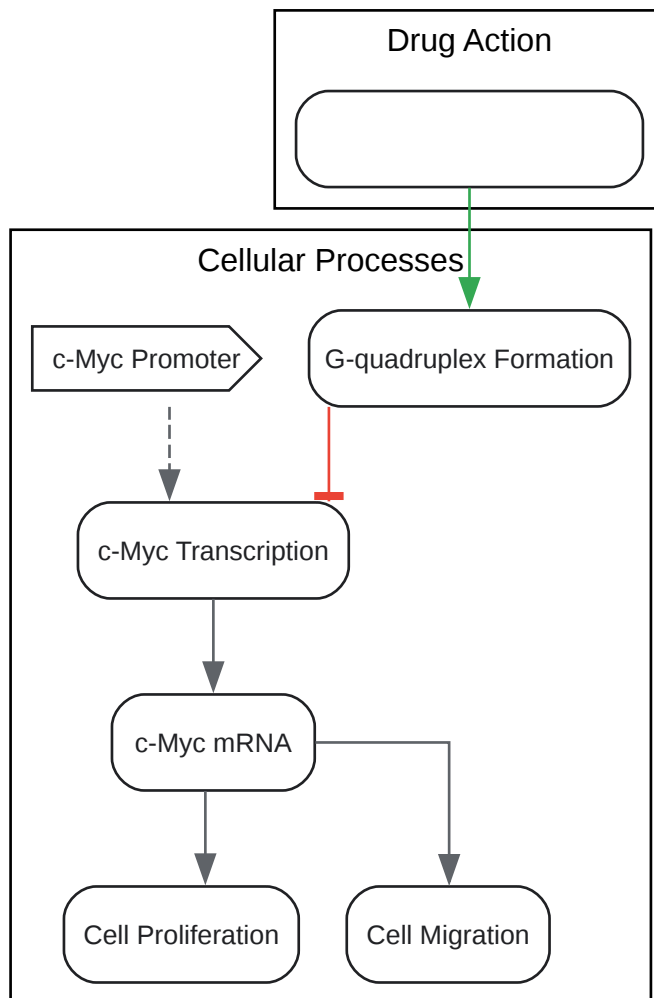 Drug Action
Cellular Processes
c-Myc Promoter
G-quadruplex Formation
c-Myc Transcription
c-Myc mRNA
Cell Proliferation
Cell Migration